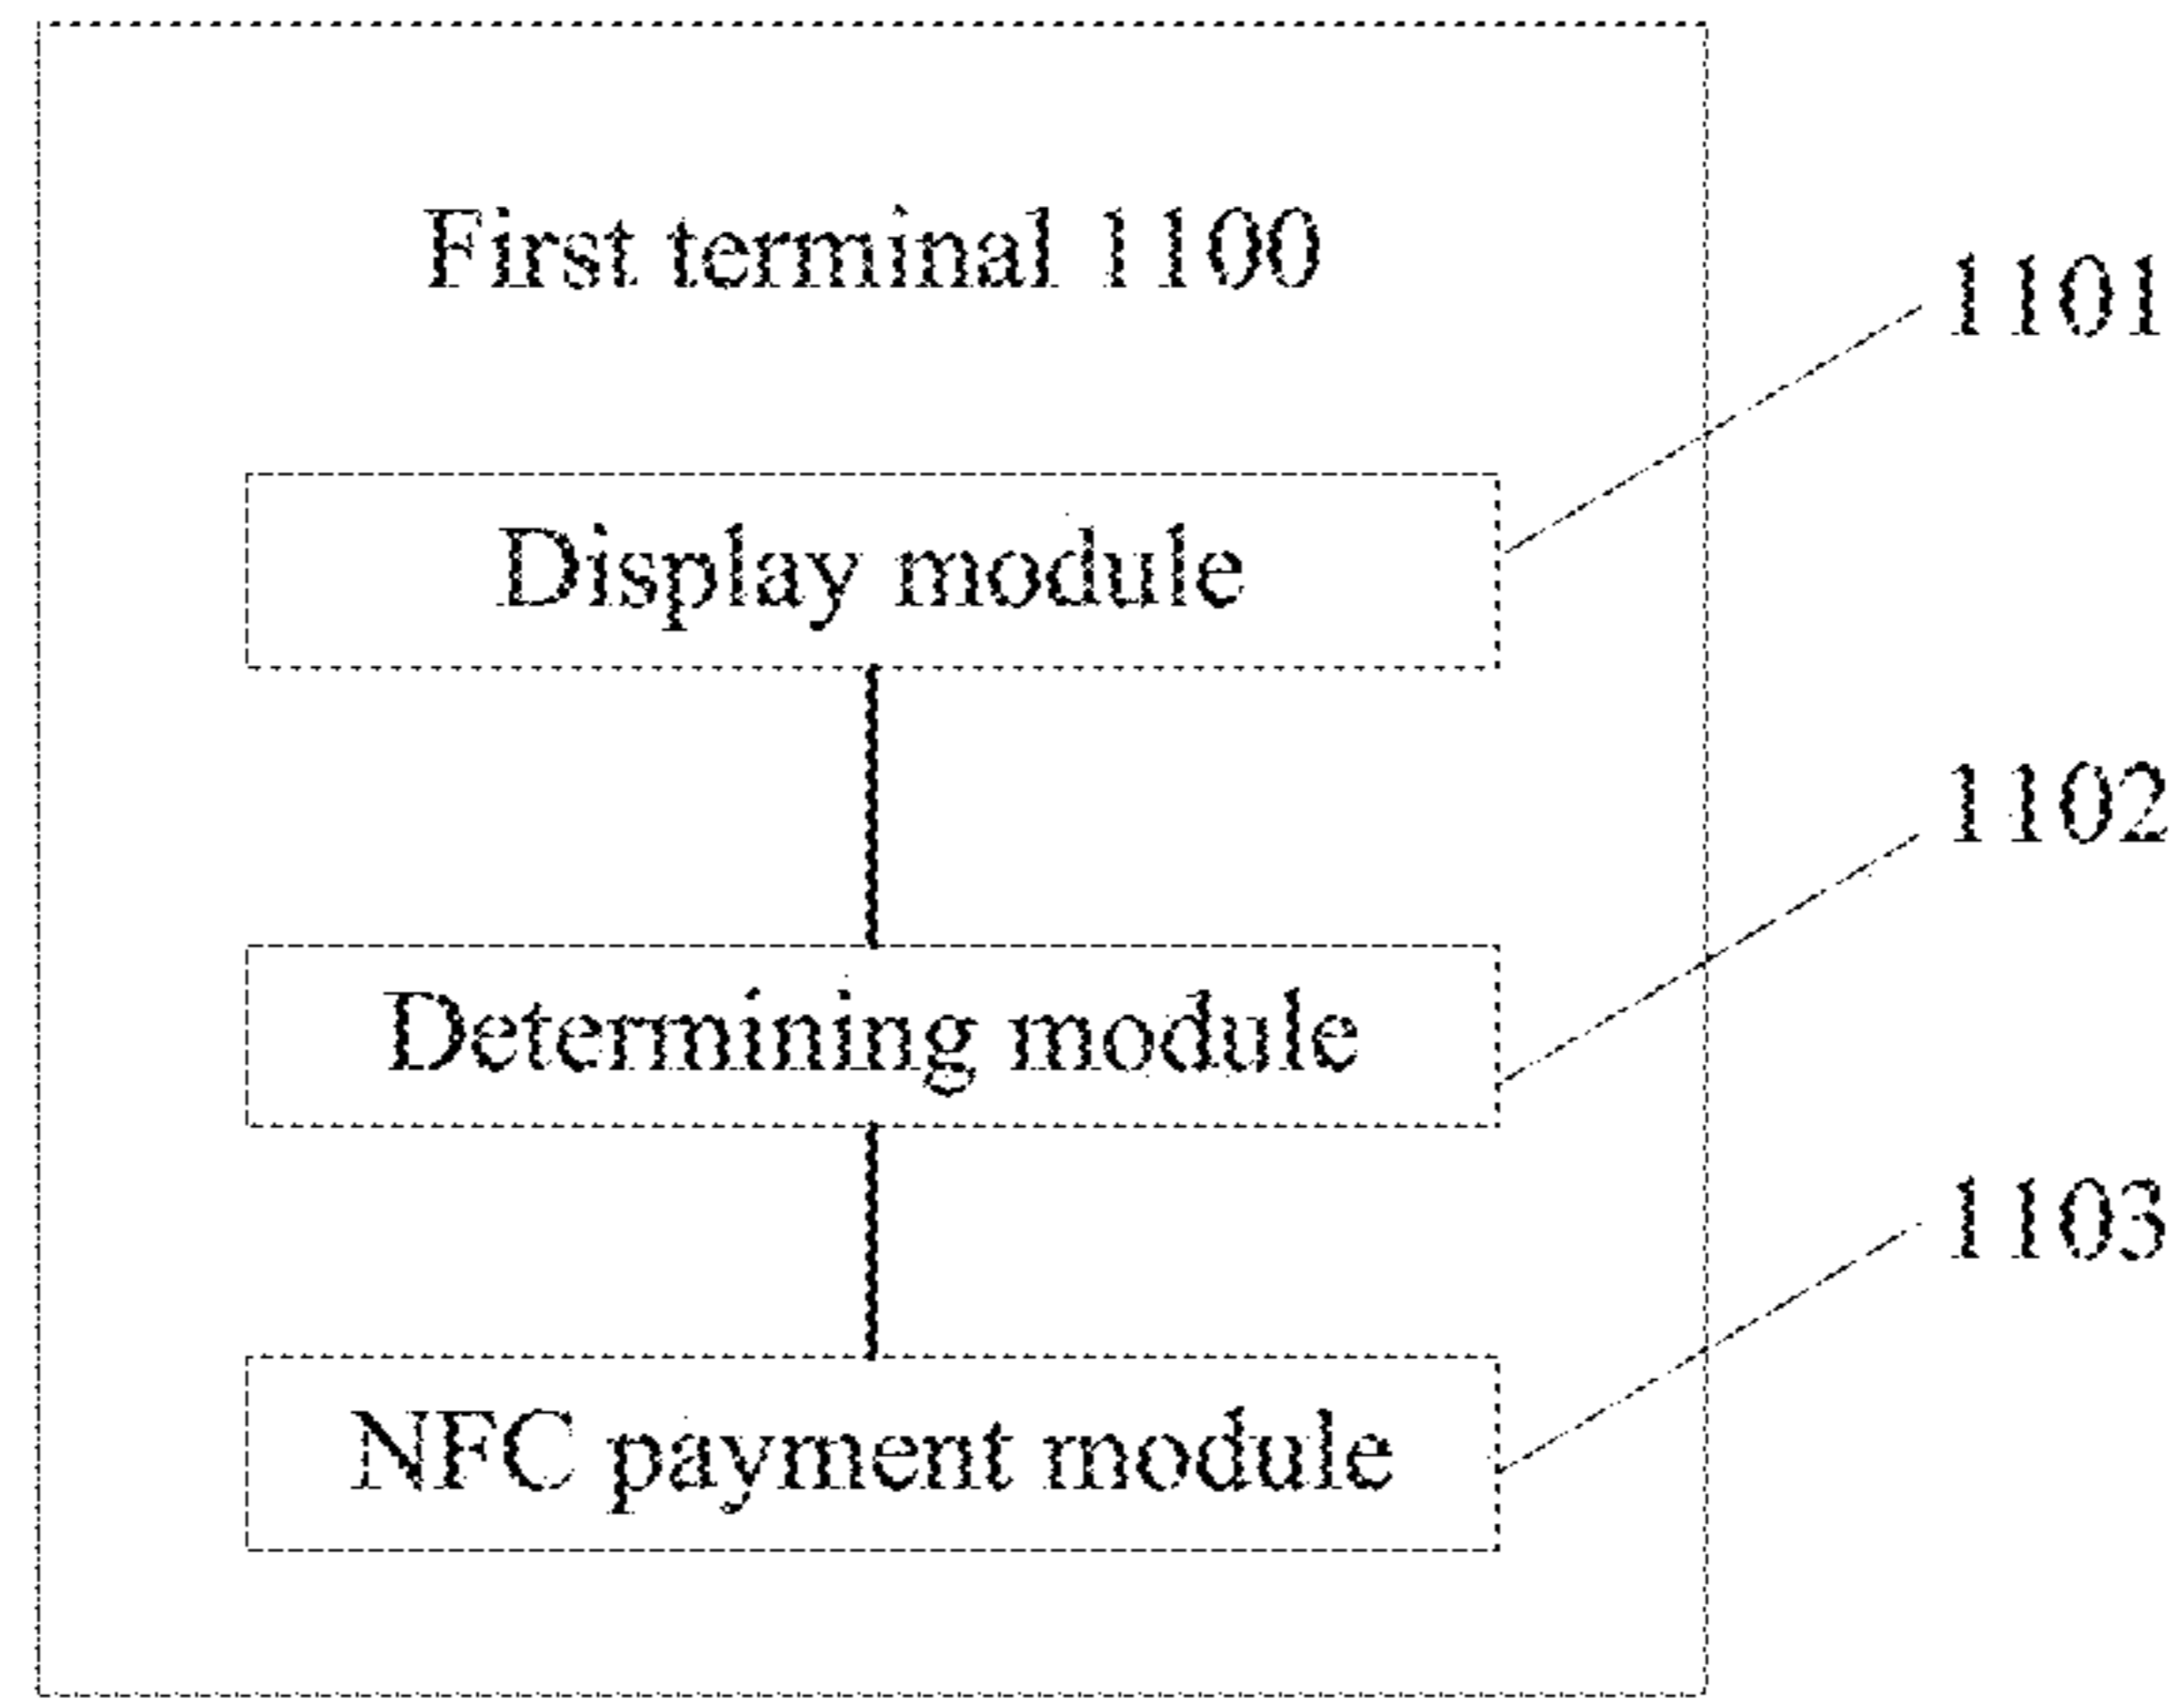 First terminal 1100
1101
Display module
1102
Determining module
1103
NFC payment module